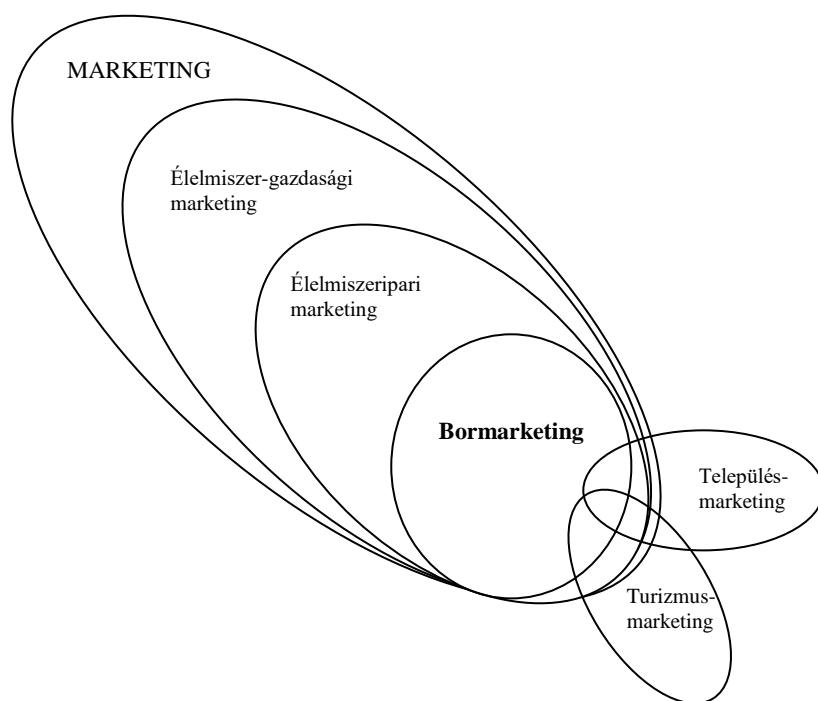 MARKETING
Élelmiszer-gazdasági
marketing
Élelmiszeripari
marketing
Bormarketing
Település-
marketing
Turizmus-
marketing